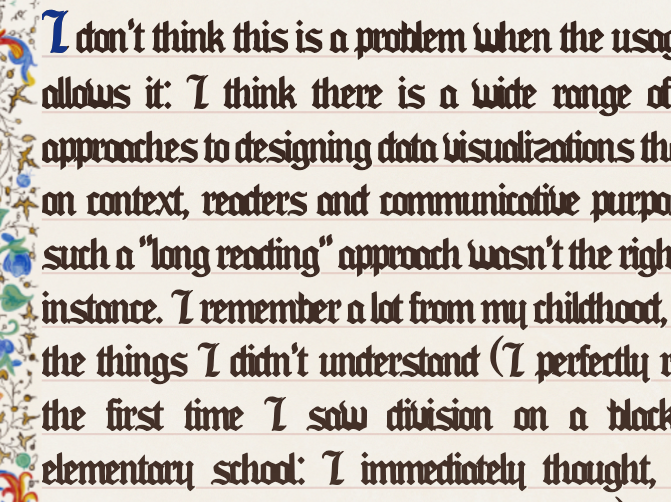 I don't think this is a problem when the usag
allows it: I think there is a wide range of
approaches to designing data visualizations th
on context, readers and communicative purpo
such a "long reading" approach wasn't the righ
instance. I remember a lot from my childhood,
the things I didn't understand (I perfectly r
the first time I saw division on a black
elementary school: I immediately thought,